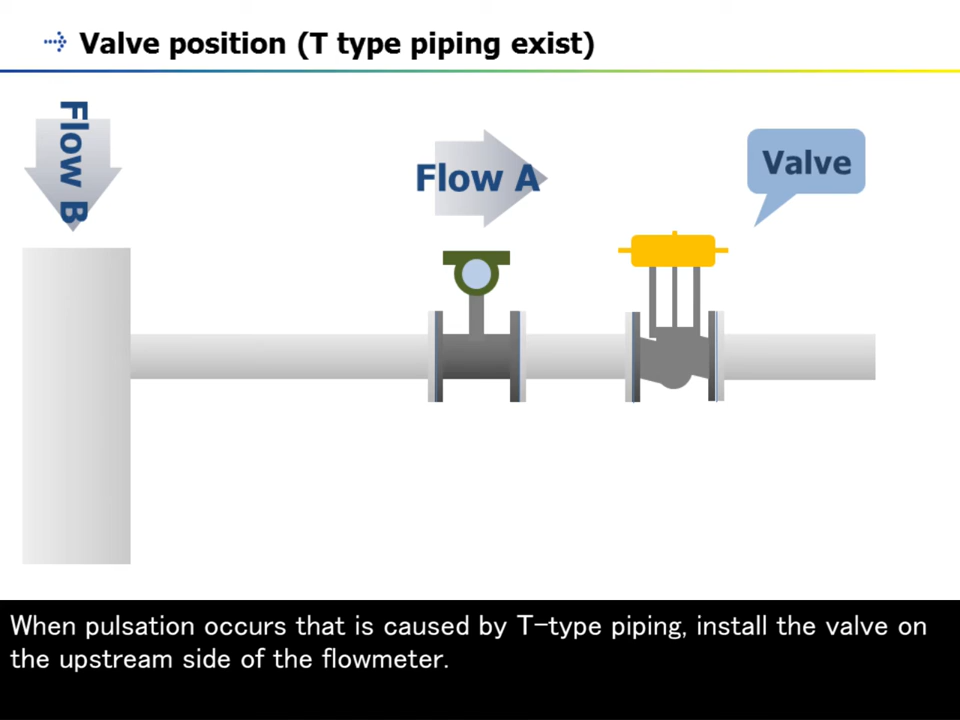 Valve position (T type piping exist)
Flow B
Flow A
Valve
When pulsation occurs that is caused by T-type piping, install the valve on
the upstream side of the flowmeter.